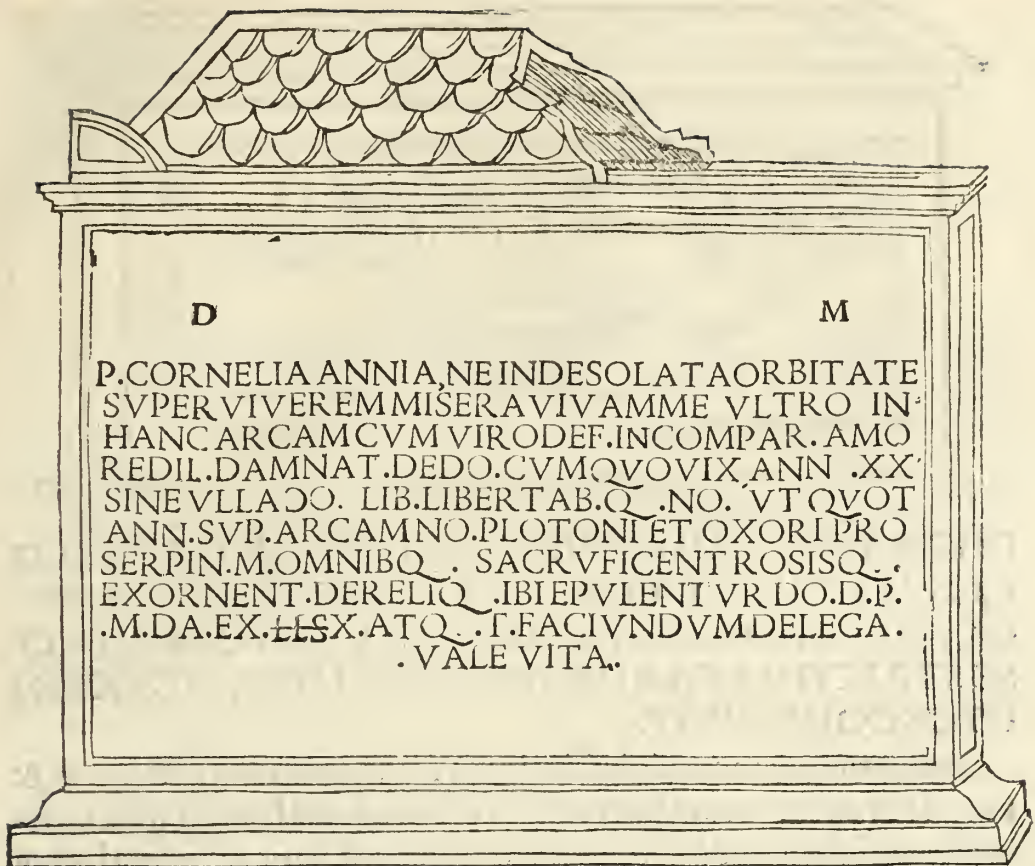 D M
P.CORNELIA ANNIA, NE IN DESOLATA ORBITATE
SVPERVIVEREM MISERA VIVAM ME VLTRO IN
HANC ARCAM CVM VIRO DEF. INCOMPAR. AMO
RE DIL. DAMNAT. DEDO. CVM QVO VIX ANN .XX
SINE VLLA ƆO. LIB. LIBERTAB.Q .NO. VT QVOT
ANN. SVP. ARCAM NO. PLOTONI ET OXORI PRO
SERPIN.M. OMNIBQ . SACRVFICENT ROSISQ .
EXORNENT. DERELIQ .IBI EPVLENTVR DO.D.P.
.M.DA.EX. X.ATQ .T.FACIVNDVM DELEGA.
. VALE VITA.